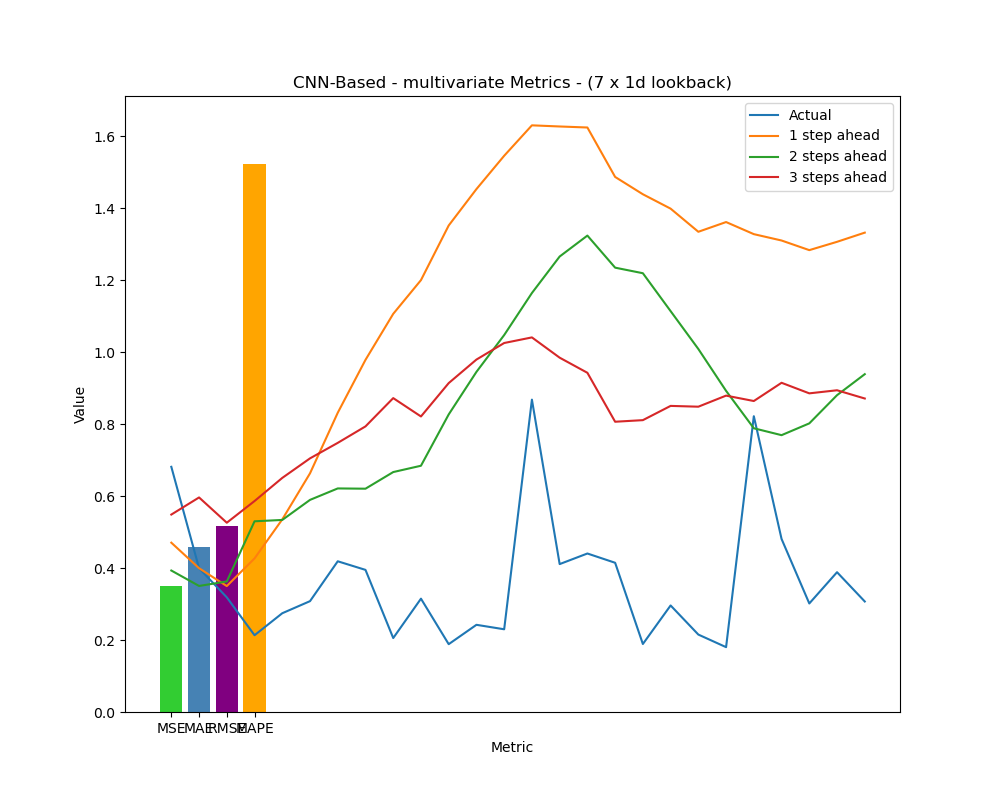 CNN-Based - multivariate Metrics - (7 x 1d lookback)
Actual
1 step ahead
2 steps ahead
3 steps ahead
1.6
1.4
1.2
1.0
0.8
0.6
0.4
0.2
0.0
Value
MSE MAE RMSE MAPE
Metric